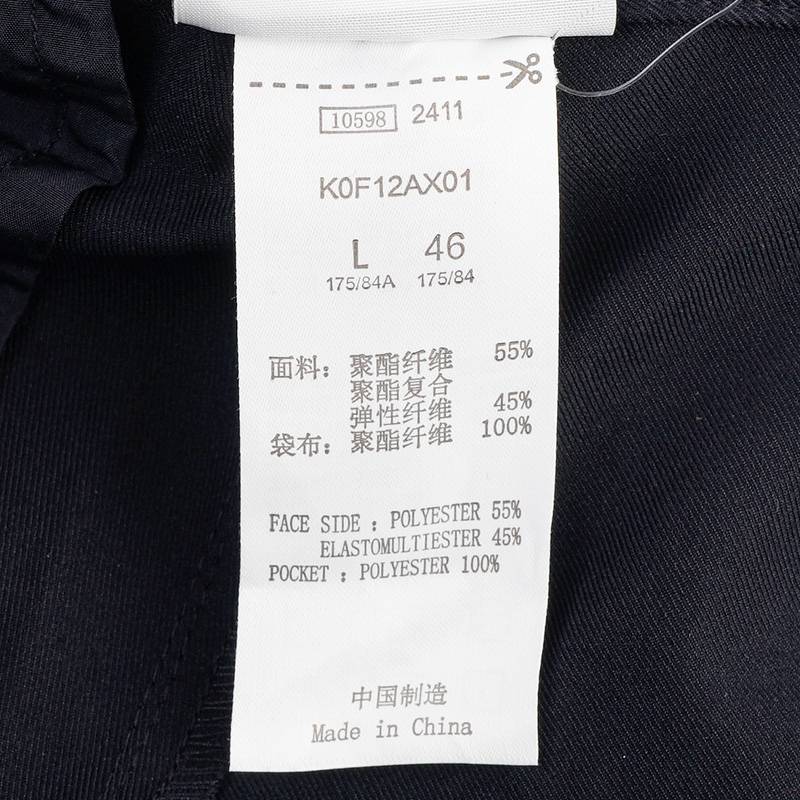 10598 2411
K0F12AX01
L 46
175/84A 175/84
面料: 聚酯纤维 55%
聚酯复合
弹性纤维 45%
袋布: 聚酯纤维 100%
FACE SIDE : POLYESTER 55%
ELASTOMULTIESTER 45%
POCKET : POLYESTER 100%
中国制造
Made in China